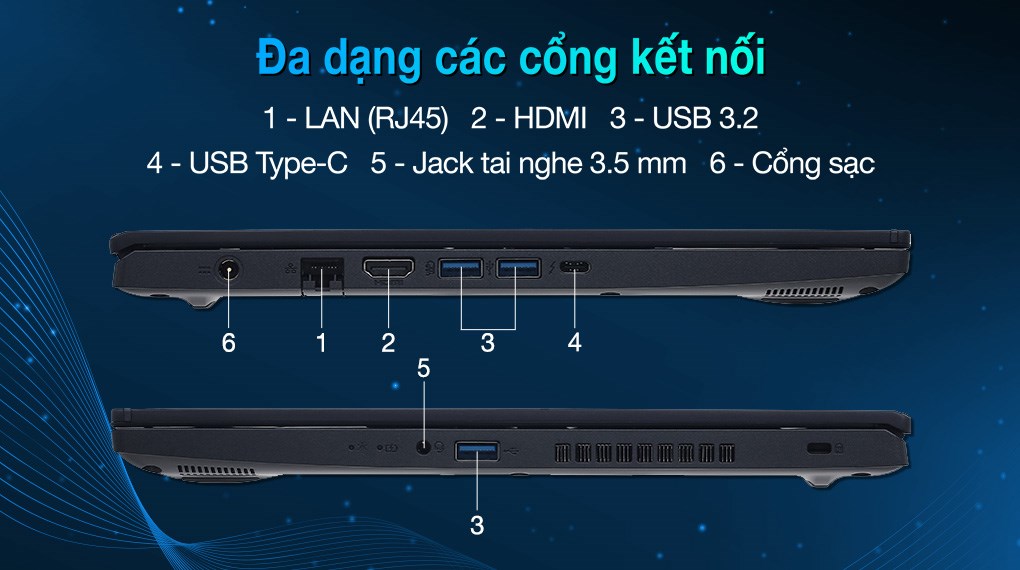 Đa dạng các cổng kết nối
1 - LAN (RJ45) 2 - HDMI 3 - USB 3.2
4 - USB Type-C 5 - Jack tai nghe 3.5 mm 6 - Cổng sạc
6 1 2 3 4
5
3